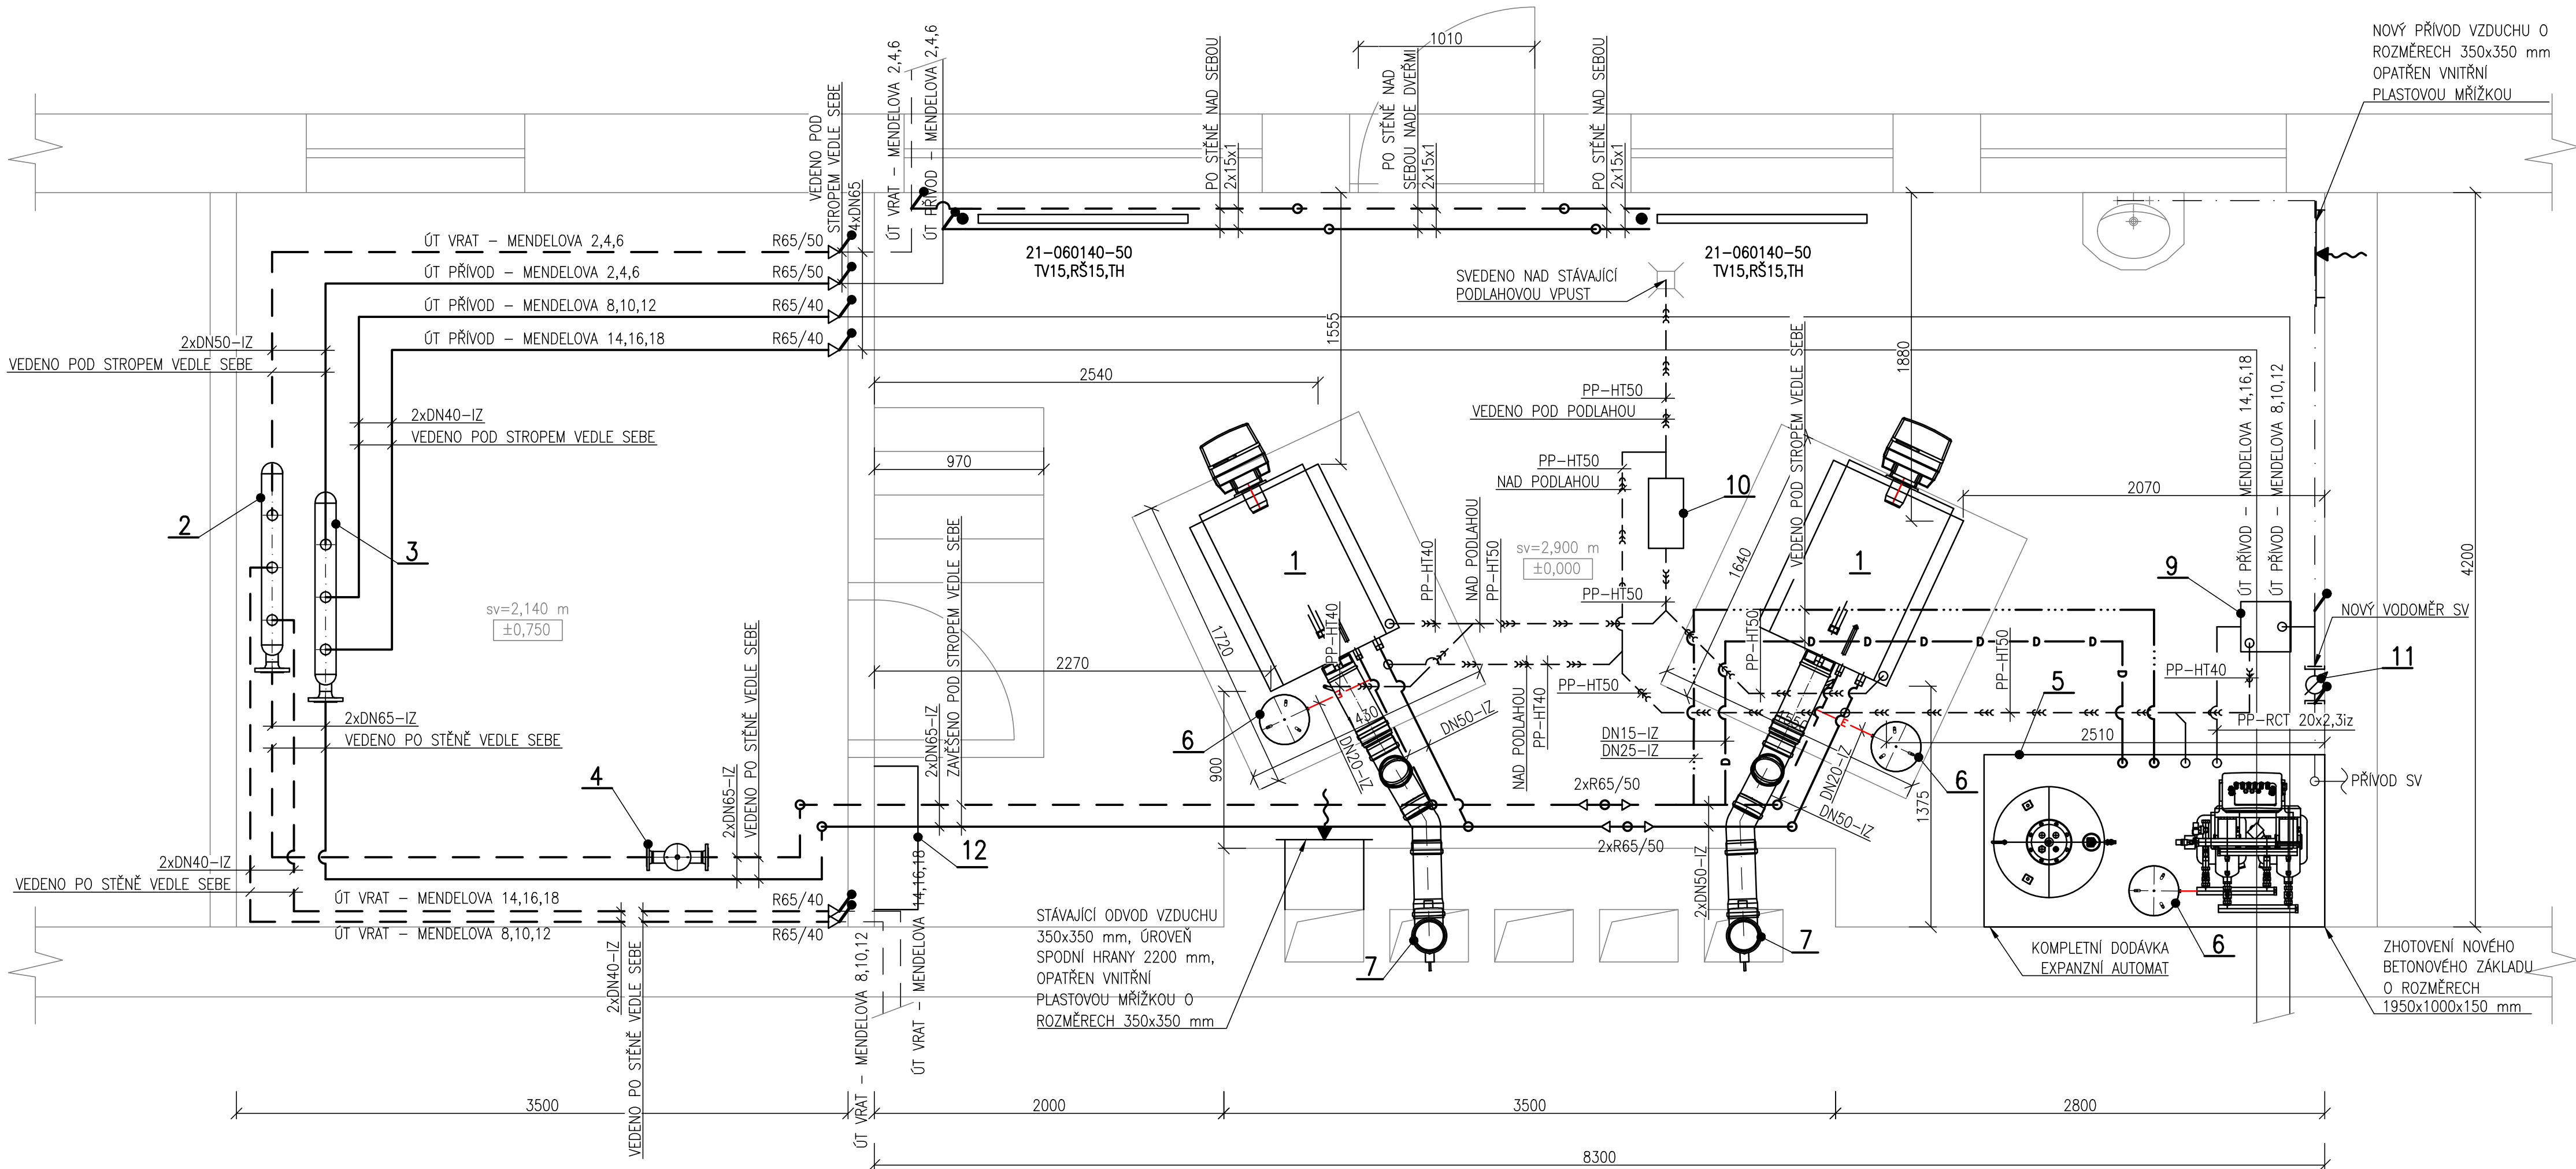 NOVÝ PŘÍVOD VZDUCHU O
ROZMĚRECH 350x350 mm
OPATŘEN VNITŘNÍ
PLASTOVOU MŘÍŽKOU
1010
VEDENO POD
STROPEM VEDLE SEBE
4xDN65
ÚT VRAT - MENDELOVA 2,4,6
ÚT PŘÍVOD - MENDELOVA 2,4,6
PO STĚNĚ NAD SEBOU
2x15x1
PO STĚNĚ NAD
SEBOU NADE DVEŘMI
2x15x1
PO STĚNĚ NAD SEBOU
2x15x1
ÚT VRAT - MENDELOVA 2,4,6
R65/50
ÚT PŘÍVOD - MENDELOVA 2,4,6
R65/50
ÚT PŘÍVOD - MENDELOVA 8,10,12
R65/40
ÚT PŘÍVOD - MENDELOVA 14,16,18
R65/40
21-060140-50
TV15,RŠ15,TH
21-060140-50
TV15,RŠ15,TH
SVEDENO NAD STÁVAJÍCÍ
PODLAHOVOU VPUST
2xDN50-IZ
VEDENO POD STROPEM VEDLE SEBE
2xDN40-IZ
VEDENO POD STROPEM VEDLE SEBE
1555
2540
970
1880
2070
4200
PP-HT50
VEDENO POD PODLAHOU
PP-HT50
NAD PODLAHOU
VEDENO POD STROPEM VEDLE SEBE
ÚT PŘÍVOD - MENDELOVA 14,16,18
ÚT PŘÍVOD - MENDELOVA 8,10,12
2
3
10
1
1
9
sv=2,900 m
±0,000
sv=2,140 m
±0,750
PP-HT40
NAD PODLAHOU
PP-HT50
PP-HT50
1640
1720
PP-HT40
PP-HT50
PP-HT50
PP-HT40
NOVÝ VODOMĚR SV
11
2270
PP-HT50
NAD PODLAHOU
PP-HT40
D D D D D D
D
D
D
E
430
DN50-IZ
DN20-IZ
6
900
DN15-IZ
DN25-IZ
DN20-IZ
DN50-IZ
6
5
PP-RCT 20x2,3iz
2510
1375
PŘÍVOD SV
2xDN65-IZ
VEDENO PO STĚNĚ VEDLE SEBE
2xDN65-IZ
VEDENO PO STĚNĚ VEDLE SEBE
2xDN65-IZ
ZAVĚŠENO POD STROPEM VEDLE SEBE
4
12
2xR65/50
2xR65/50
2xDN50-IZ
2xDN40-IZ
VEDENO PO STĚNĚ VEDLE SEBE
ÚT VRAT - MENDELOVA 14,16,18
R65/40
ÚT VRAT - MENDELOVA 8,10,12
R65/40
2xDN40-IZ
VEDENO PO STĚNĚ VEDLE SEBE
ÚT VRAT - MENDELOVA 8,10,12
ÚT VRAT - MENDELOVA 14,16,18
STÁVAJÍCÍ ODVOD VZDUCHU
350x350 mm, ÚROVEŇ
SPODNÍ HRANY 2200 mm,
OPATŘEN VNITŘNÍ
PLASTOVOU MŘÍŽKOU O
ROZMĚRECH 350x350 mm
7
7
6
KOMPLETNÍ DODÁVKA
EXPANZNÍ AUTOMAT
ZHOTOVENÍ NOVÉHO
BETONOVÉHO ZÁKLADU
O ROZMĚRECH
1950x1000x150 mm
3500
2000
3500
2800
8300